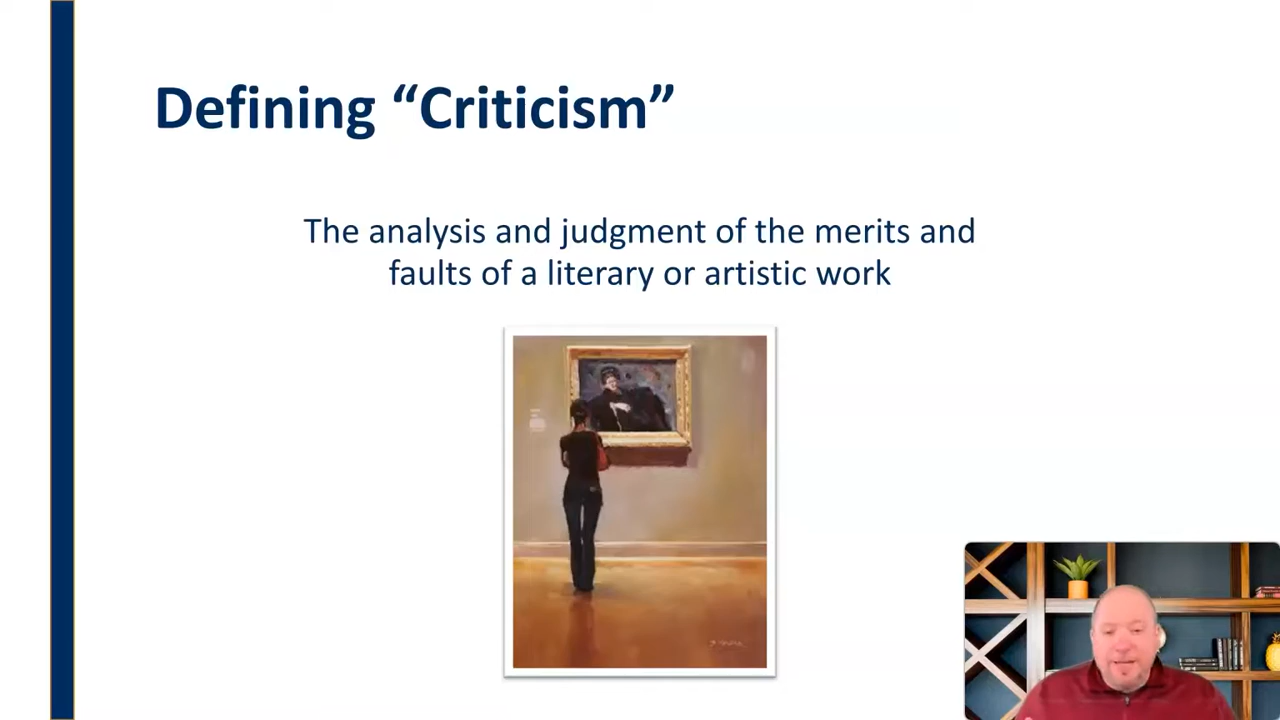 Defining “Criticism”
The analysis and judgment of the merits and
faults of a literary or artistic work